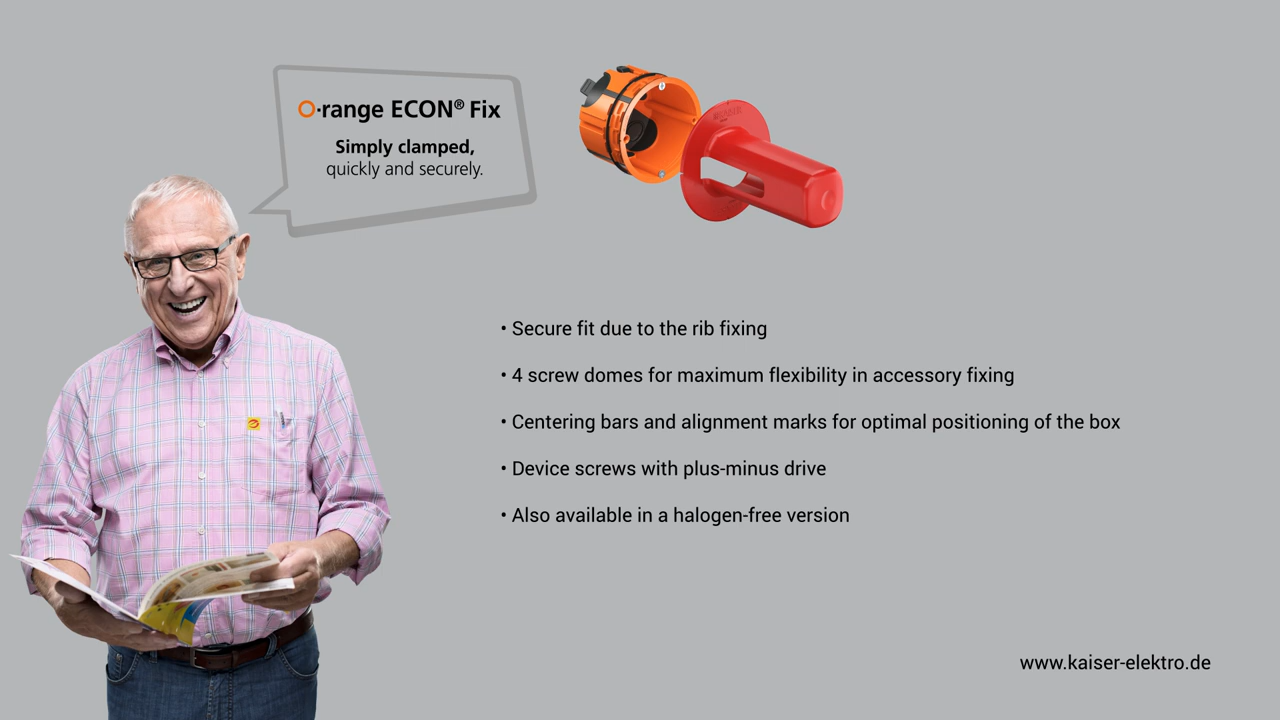 O·range ECON® Fix
Simply clamped,
quickly and securely.
• Secure fit due to the rib fixing
• 4 screw domes for maximum flexibility in accessory fixing
• Centering bars and alignment marks for optimal positioning of the box
• Device screws with plus-minus drive
• Also available in a halogen-free version
www.kaiser-elektro.de